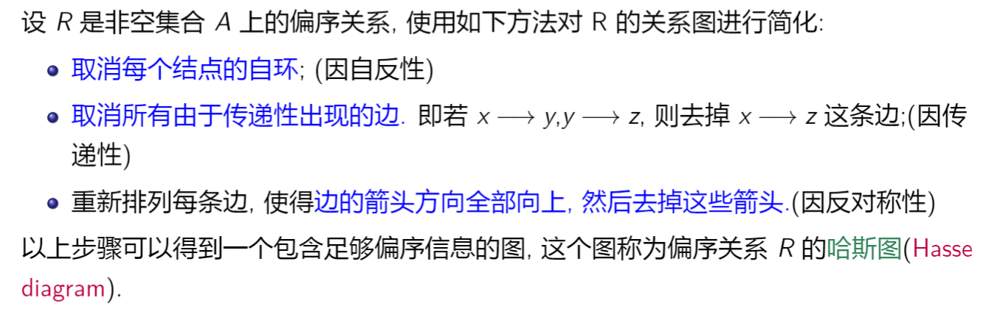 设 R 是非空集合 A 上的偏序关系, 使用如下方法对 R 的关系图进行简化:
取消每个结点的自环; (因自反性)
取消所有由于传递性出现的边. 即若 x ⟶ y,y ⟶ z, 则去掉 x ⟶ z 这条边;(因传
递性)
重新排列每条边, 使得边的箭头方向全部向上, 然后去掉这些箭头.(因反对称性)
以上步骤可以得到一个包含足够偏序信息的图, 这个图称为偏序关系 R 的哈斯图(Hasse
diagram).